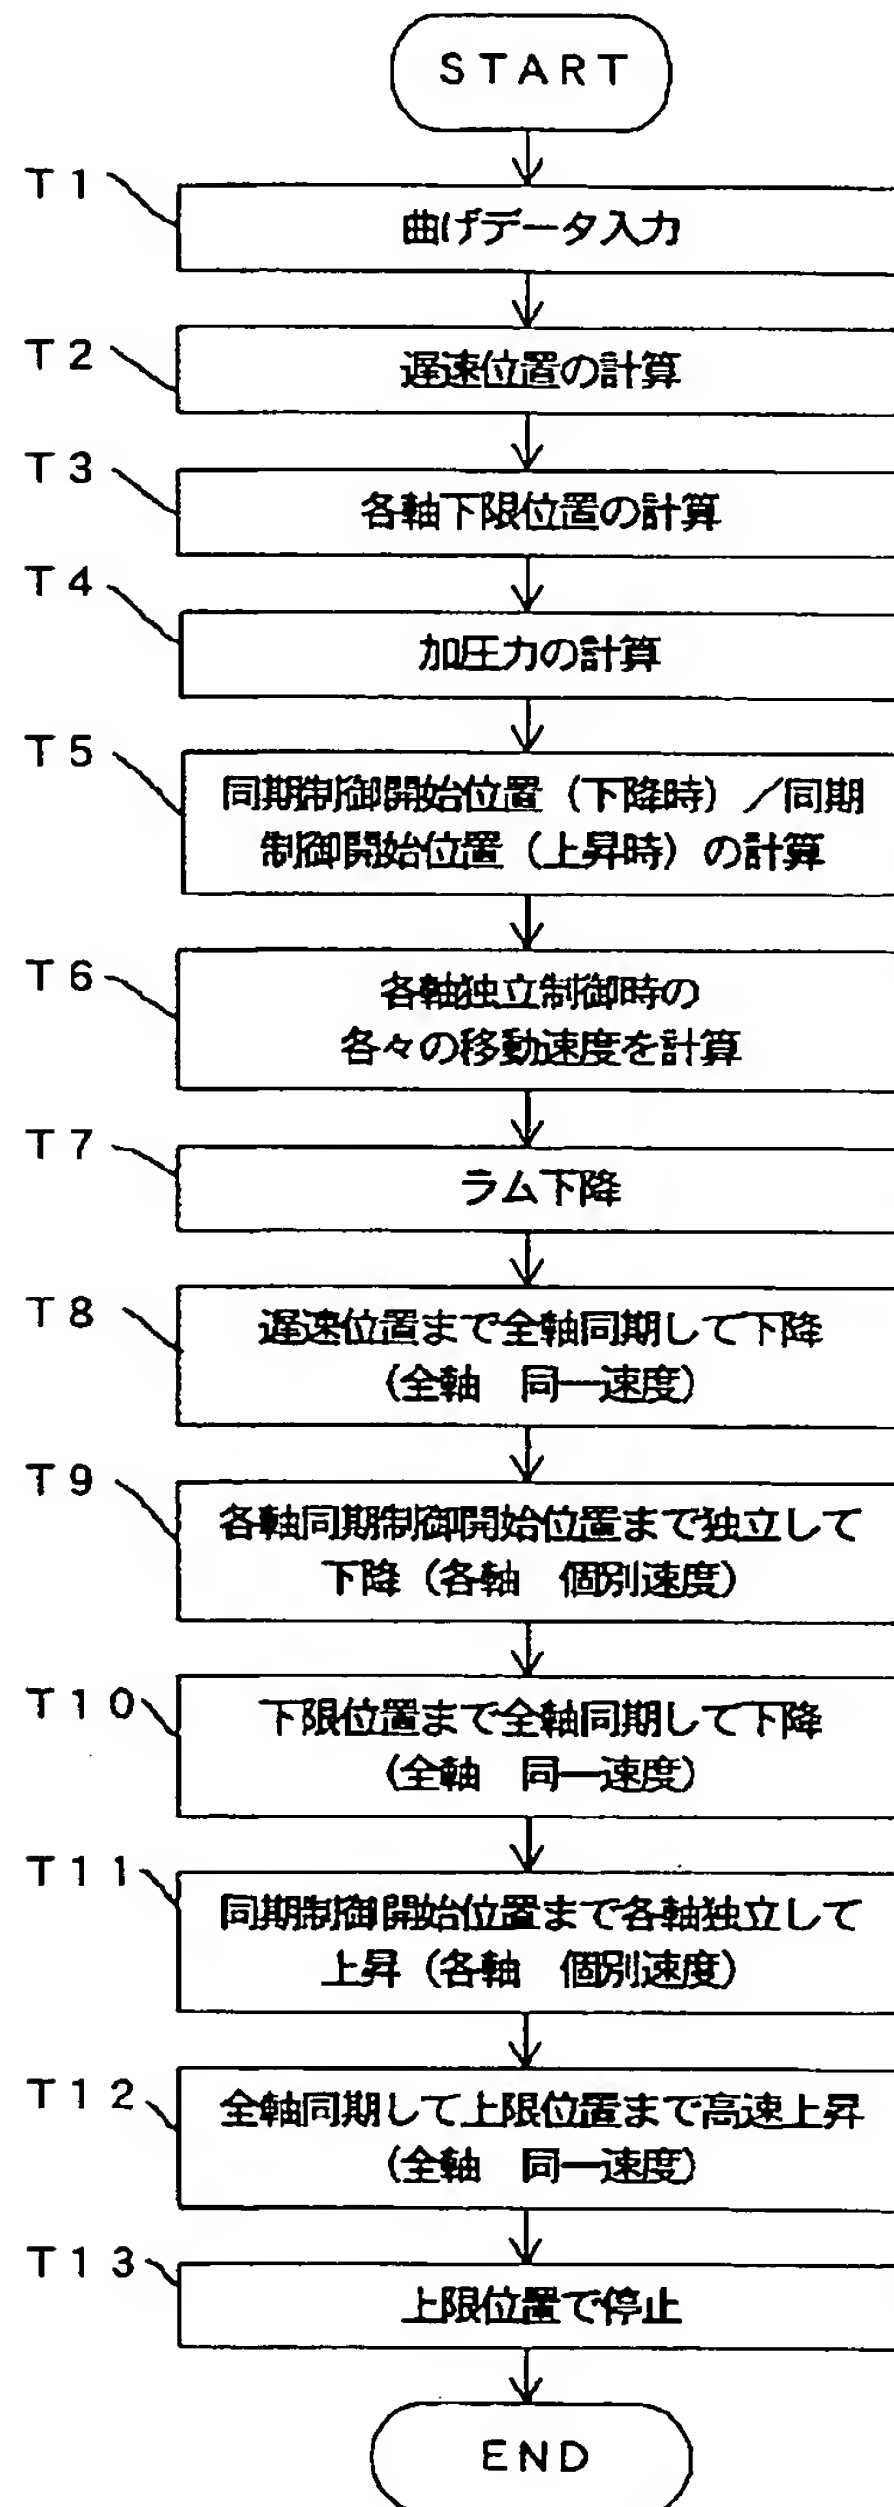 START
T1
曲げデータ入力
T2
遅速位置の計算
T3
各軸下限位置の計算
T4
加圧力の計算
T5
同期制御開始位置（下降時）／同期
制御開始位置（上昇時）の計算
T6
各軸独立制御時の
各々の移動速度を計算
T7
ラム下降
T8
遅速位置まで全軸同期して下降
（全軸　同一速度）
T9
各軸同期制御開始位置まで独立して
下降（各軸　個別速度）
T10
下限位置まで全軸同期して下降
（全軸　同一速度）
T11
同期制御開始位置まで各軸独立して
上昇（各軸　個別速度）
T12
全軸同期して上限位置まで高速上昇
（全軸　同一速度）
T13
上限位置で停止
END